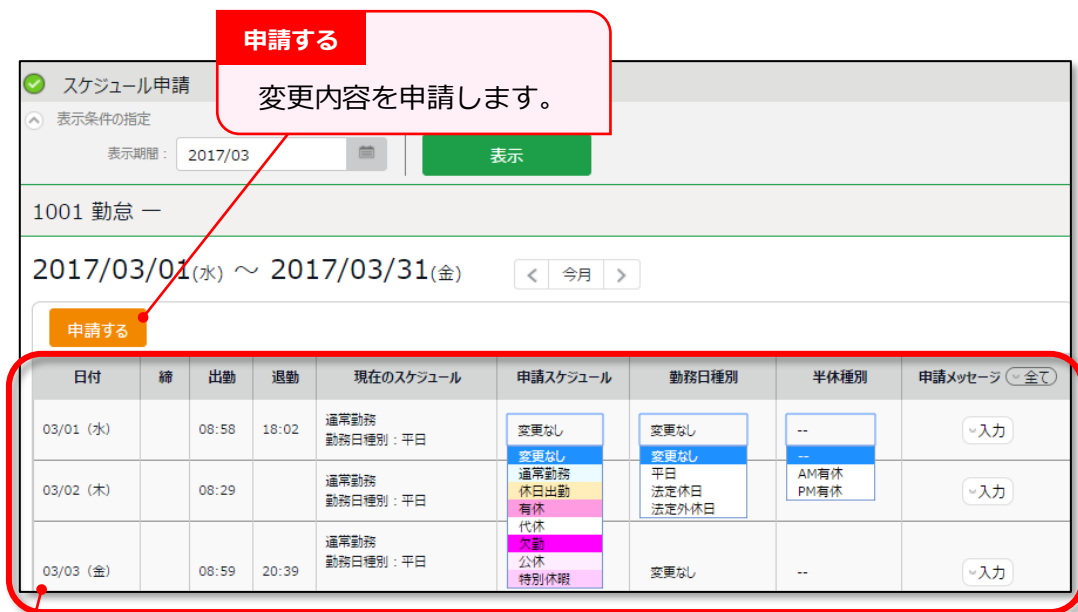 申請する
変更内容を申請します。
スケジュール申請
表示条件の指定
表示期間： 2017/03 表示
1001 勤怠 一
2017/03/01(水) ～ 2017/03/31(金) < 今月 >
申請する
日付 締 出勤 退勤 現在のスケジュール 申請スケジュール 勤務日種別 半休種別 申請メッセージ 全て
03/01（水） 08:58 18:02 通常勤務 変更なし 変更なし -- 入力
勤務日種別：平日
変更なし 変更なし --
通常勤務 平日 AM有休
休日出勤 法定休日 PM有休
有休 法定外休日
代休
欠勤
公休
特別休暇
03/02（木） 08:29 通常勤務 入力
勤務日種別：平日
03/03（金） 08:59 20:39 通常勤務 変更なし -- 入力
勤務日種別：平日